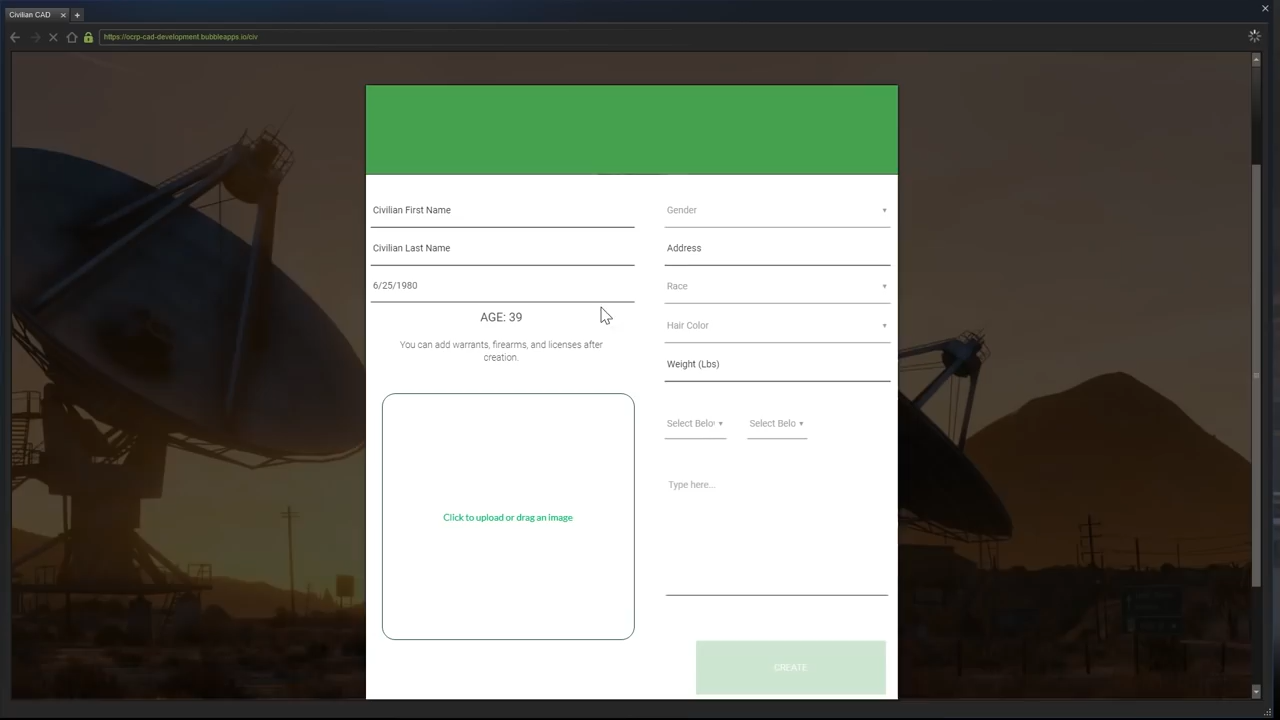 Civilian CAD
https://ocrp-cad-development.bubbleapps.io/civ
Civilian First Name
Civilian Last Name
6/25/1980
AGE: 39
You can add warrants, firearms, and licenses after
creation.
Click to upload or drag an image
Gender
Address
Race
Hair Color
Weight (Lbs)
Select Belo
Select Belo
Type here...
CREATE